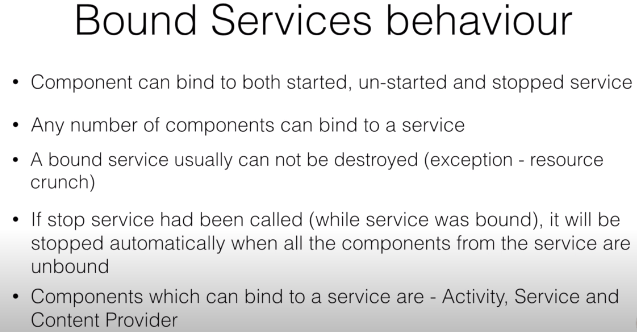 Bound Services behaviour
• Component can bind to both started, un-started and stopped service
• Any number of components can bind to a service
• A bound service usually can not be destroyed (exception - resource
crunch)
• If stop service had been called (while service was bound), it will be
stopped automatically when all the components from the service are
unbound
• Components which can bind to a service are - Activity, Service and
Content Provider